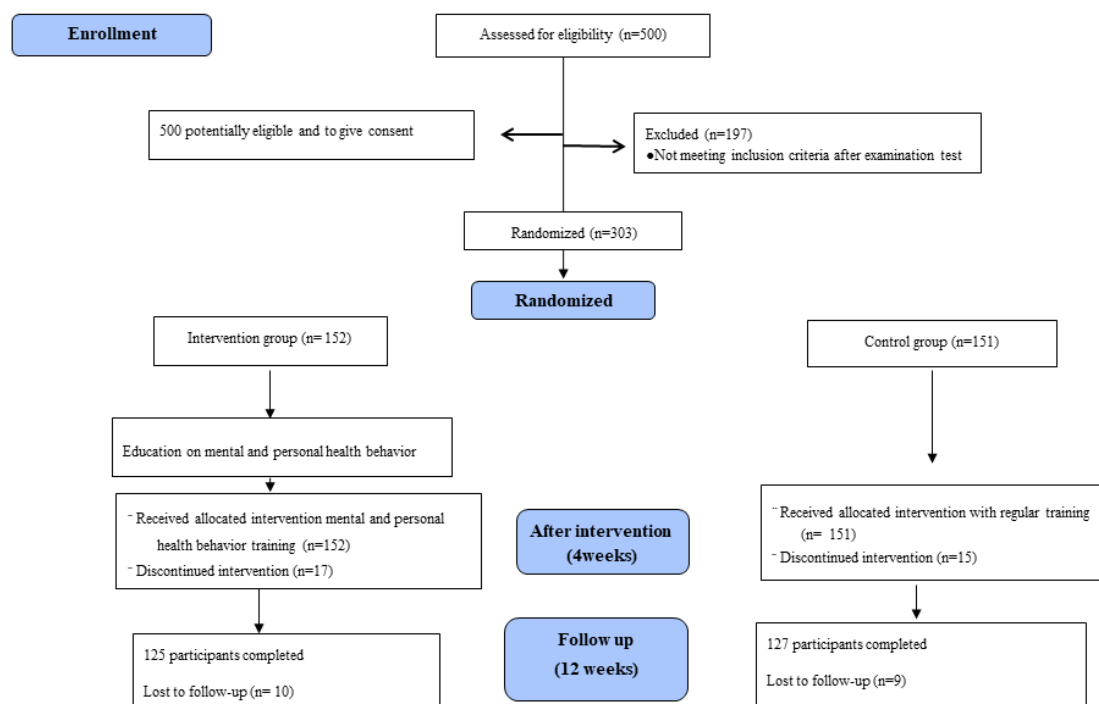 Enrollment
Assessed for eligibility (n=500)
500 potentially eligible and to give consent
Excluded (n=197)
●Not meeting inclusion criteria after examination test
Randomized (n=303)
Randomized
Intervention group (n= 152)
Control group (n=151)
Education on mental and personal health behavior
¨ Received allocated intervention mental and personal
health behavior training (n=152)
¨ Discontinued intervention (n=17)
After intervention
(4weeks)
¨ Received allocated intervention with regular training
(n= 151)
¨ Discontinued intervention (n=15)
125 participants completed
Lost to follow-up (n= 10)
Follow up
(12 weeks)
127 participants completed
Lost to follow-up (n=9)